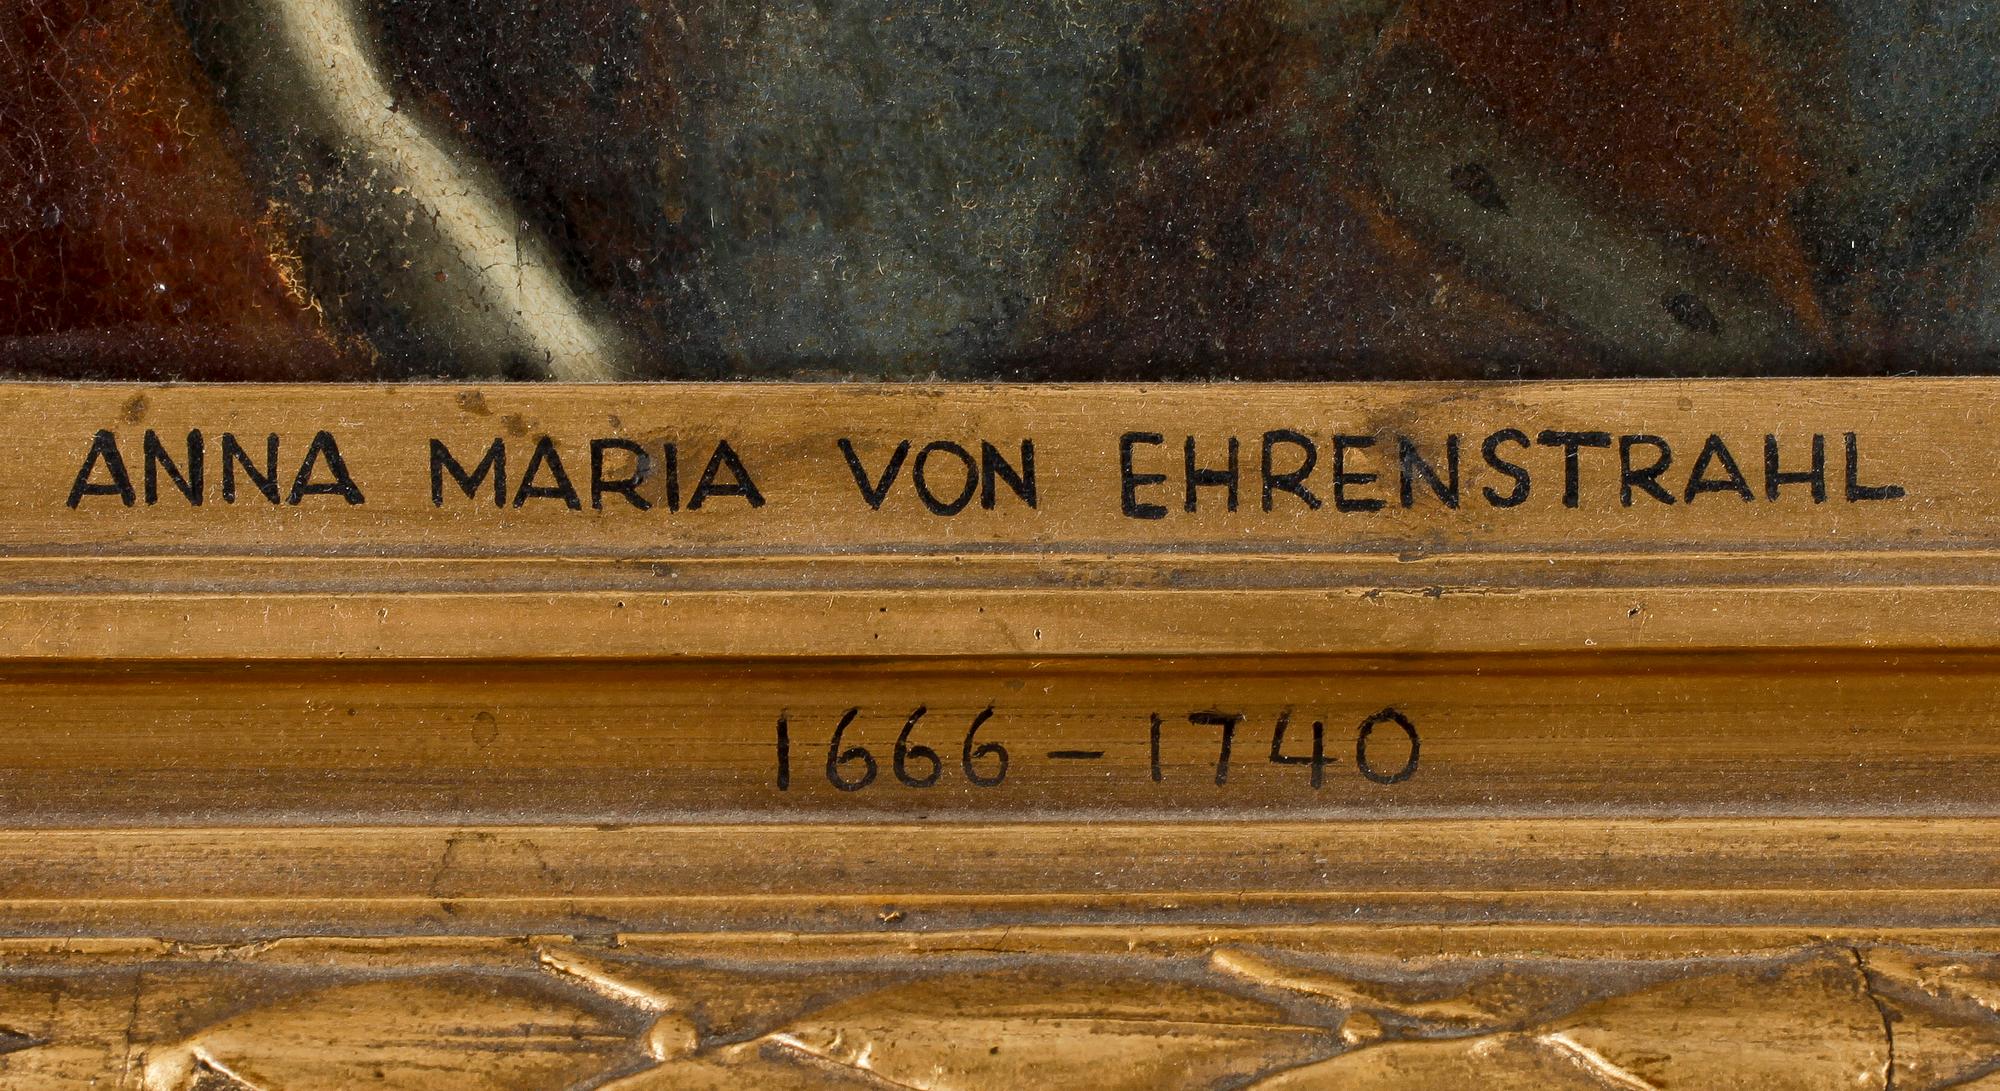 ANNA MARIA VON EHRENSTRAHL
1666 – 1740